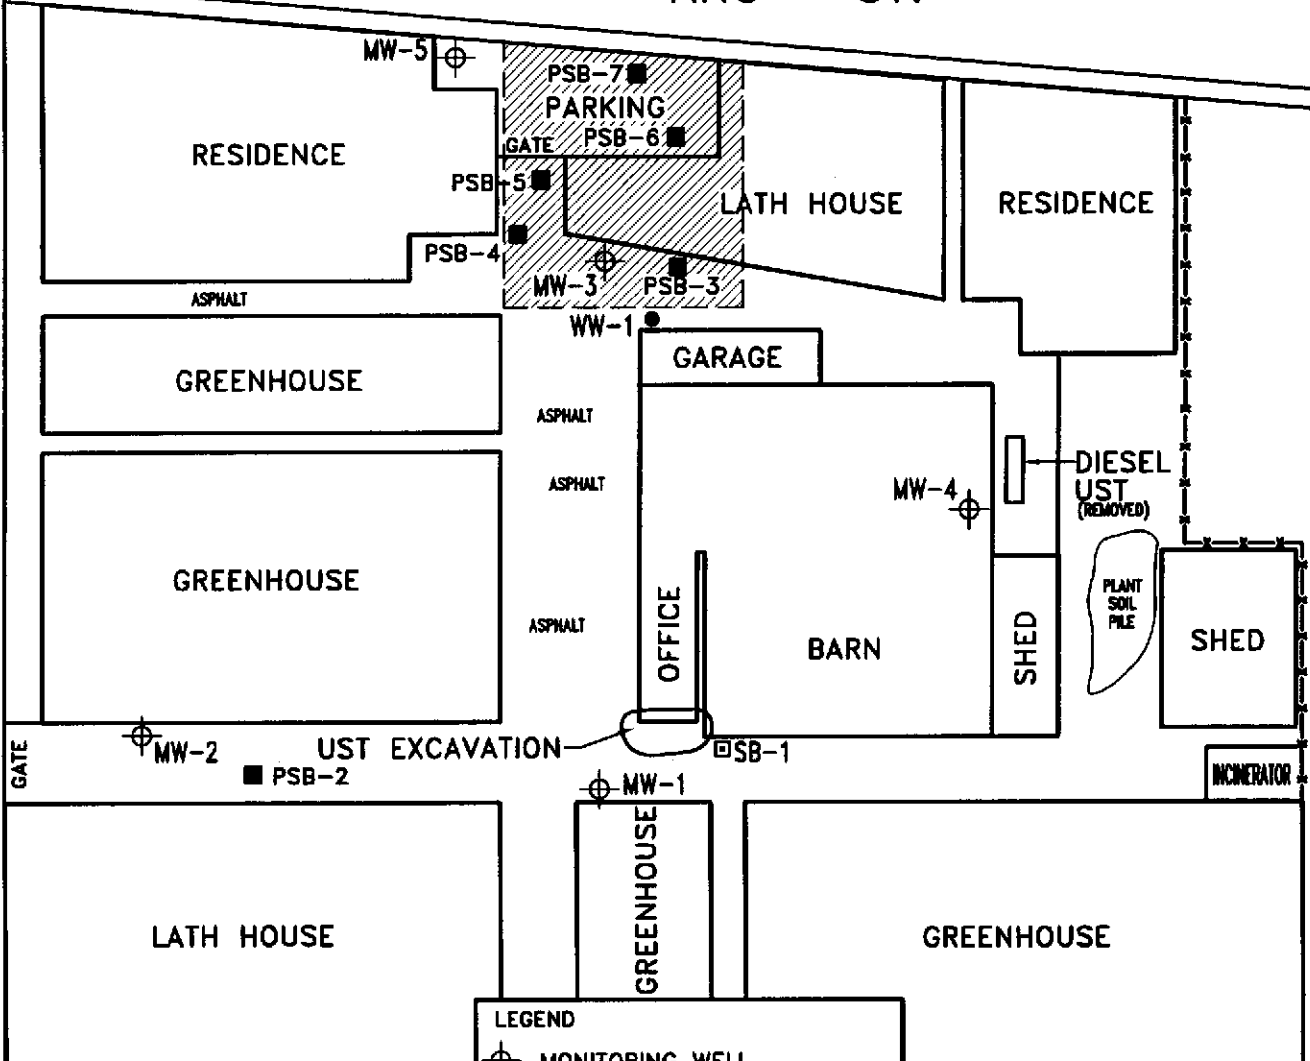 MW-5
PSB-7
PARKING
PSB-6
GATE
RESIDENCE
PSB-5
LATH HOUSE
RESIDENCE
PSB-4
MW-3
PSB-3
ASPHALT
WW-1
GARAGE
GREENHOUSE
ASPHALT
DIESEL
UST
(REMOVED)
ASPHALT
MW-4
GREENHOUSE
PLANT
SOIL
PILE
ASPHALT
OFFICE
BARN
SHED
SHED
MW-2
UST EXCAVATION
SB-1
GATE
PSB-2
MW-1
INCINERATOR
GREENHOUSE
LATH HOUSE
GREENHOUSE
LEGEND
MONITORING WELL